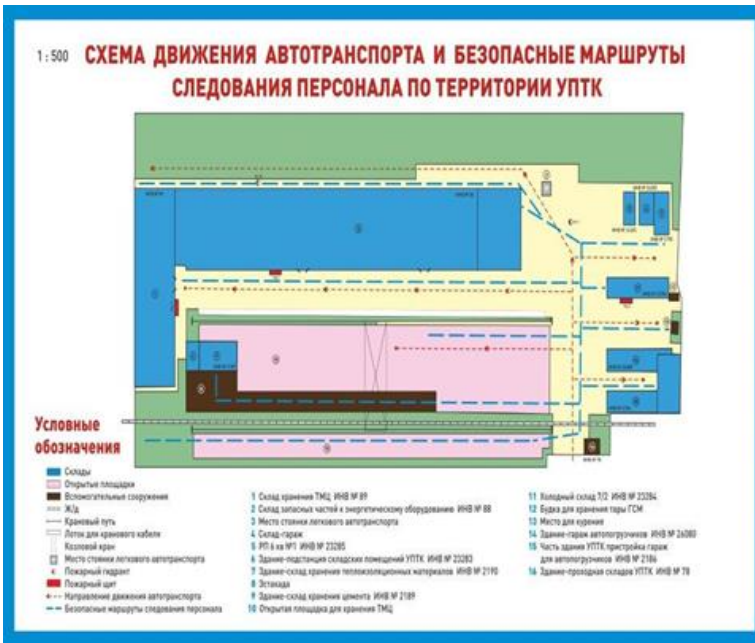 1:500
СХЕМА ДВИЖЕНИЯ АВТОТРАНСПОРТА И БЕЗОПАСНЫЕ МАРШРУТЫ
СЛЕДОВАНИЯ ПЕРСОНАЛА ПО ТЕРРИТОРИИ УПТК
Условные
обозначения
Склады
Открытые площадки
Вспомогательные сооружения
Ж/д
Крановый путь
Лоток для кранового кабеля
Козловой кран
Место стоянки легкового автотранспорта
Пожарный гидрант
Пожарный щит
Направление движения автотранспорта
Безопасные маршруты следования персонала
1 Склад хранения ТМЦ ИНВ № 89
2 Склад запасных частей к энергетическому оборудованию ИНВ № 88
3 Место стоянки легкового автотранспорта
4 Склад-гараж
5 РП 6 кв №1 ИНВ № 23285
6 Здание-подстанция складских помещений УПТК ИНВ № 23283
7 Здание-склад хранения теплоизоляционных материалов ИНВ № 2190
8 Эстакада
9 Здание-склад хранения цемента ИНВ № 2189
10 Открытая площадка для хранения ТМЦ
11 Холодный склад 7/2 ИНВ № 23284
12 Будка для хранения тары ГСМ
13 Место для курения
14 Здание-гараж автопогрузчиков ИНВ № 26080
15 Часть здания УПТК пристройка гараж
для автопогрузчиков ИНВ № 2186
16 Здание-проходная складов УПТК ИНВ № 78